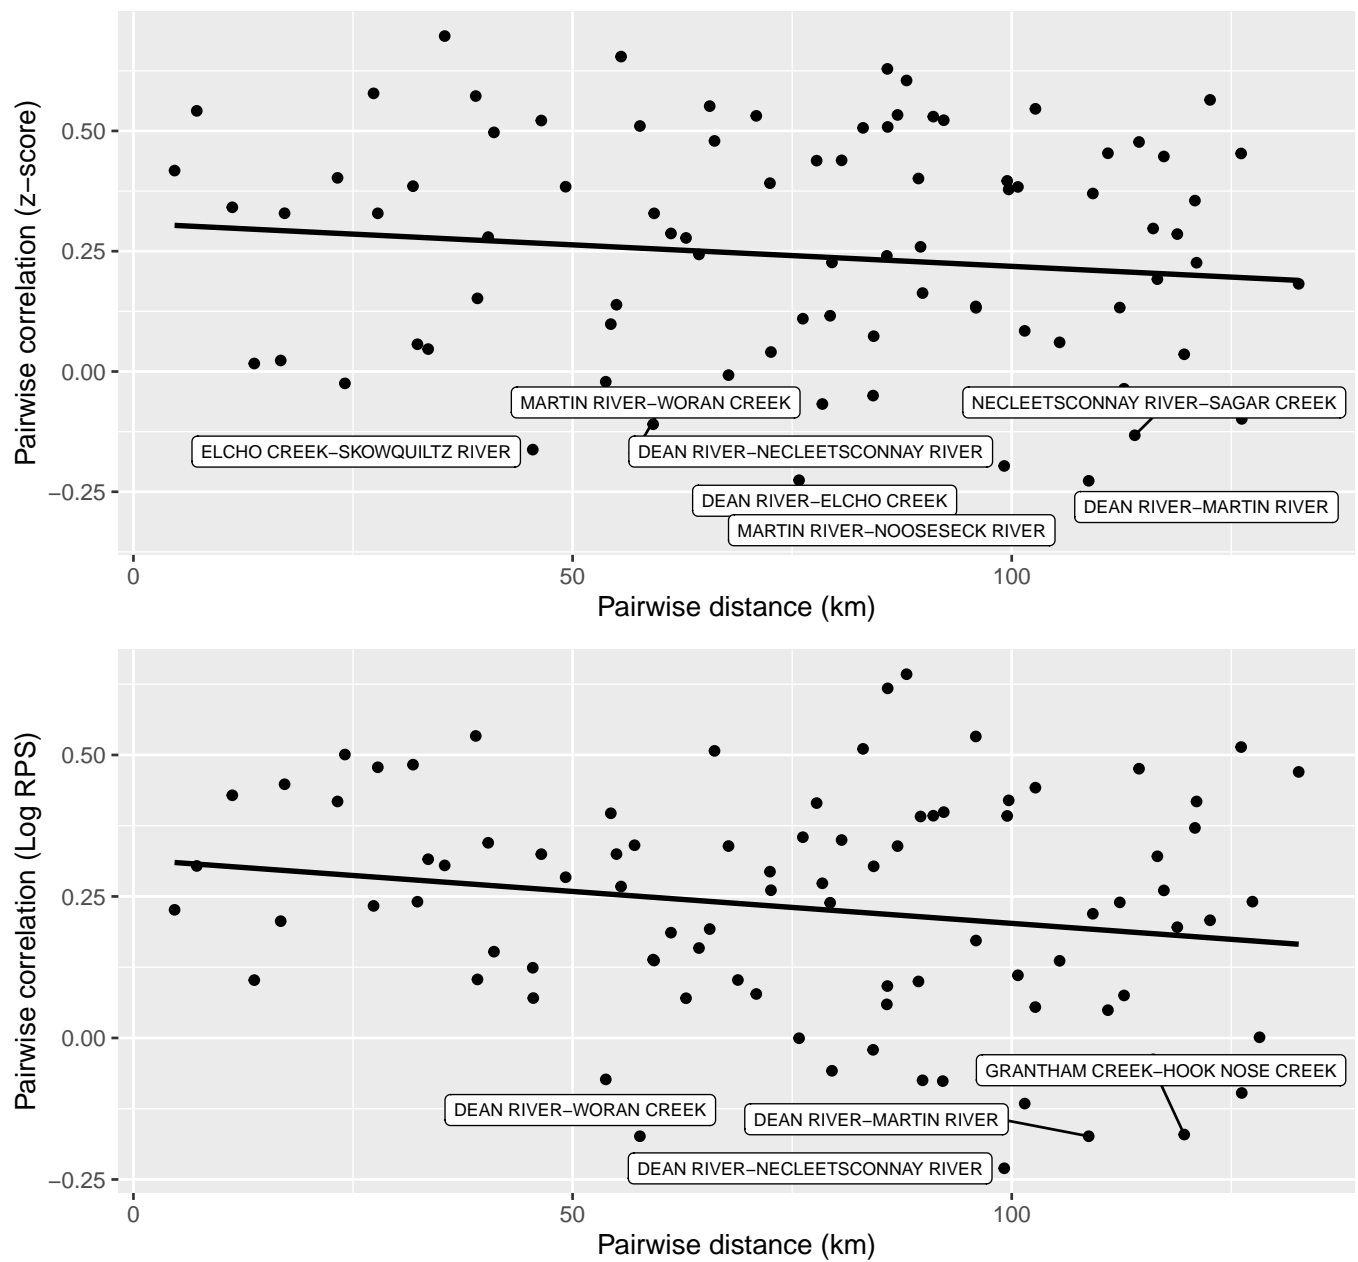 Pairwise correlation (z−score)
0.50
0.25
0.00
−0.25
MARTIN RIVER−WORAN CREEK
NECLEETSCONNAY RIVER−SAGAR CREEK
ELCHO CREEK−SKOWQUILTZ RIVER
DEAN RIVER−NECLEETSCONNAY RIVER
DEAN RIVER−ELCHO CREEK
DEAN RIVER−MARTIN RIVER
MARTIN RIVER−NOOSESECK RIVER
0 50 100
Pairwise distance (km)
Pairwise correlation (Log RPS)
0.50
0.25
0.00
−0.25
GRANTHAM CREEK−HOOK NOSE CREEK
DEAN RIVER−WORAN CREEK
DEAN RIVER−MARTIN RIVER
DEAN RIVER−NECLEETSCONNAY RIVER
0 50 100
Pairwise distance (km)